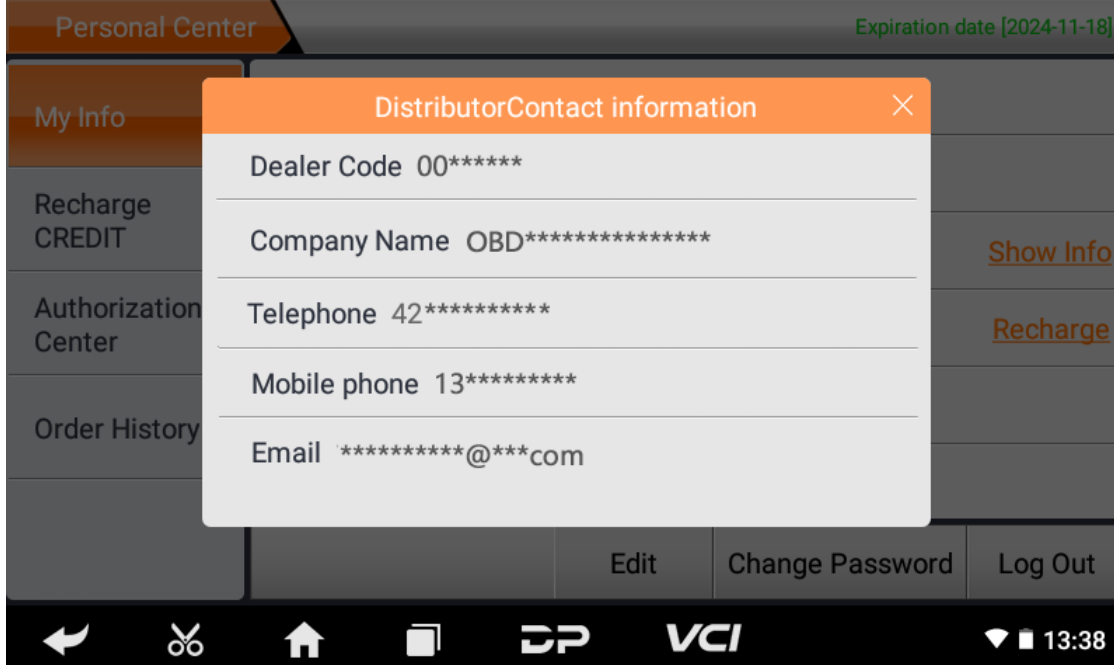 Personal Center
Expiration date [2024-11-18]
DistributorContact information
My Info
Dealer Code 00******
Recharge
CREDIT
Company Name OBD***************
Show Info
Authorization
Center
Telephone 42**********
Recharge
Mobile phone 13*********
Order History
Email **********@***com
Edit
Change Password
Log Out
DP
VCI
13:38